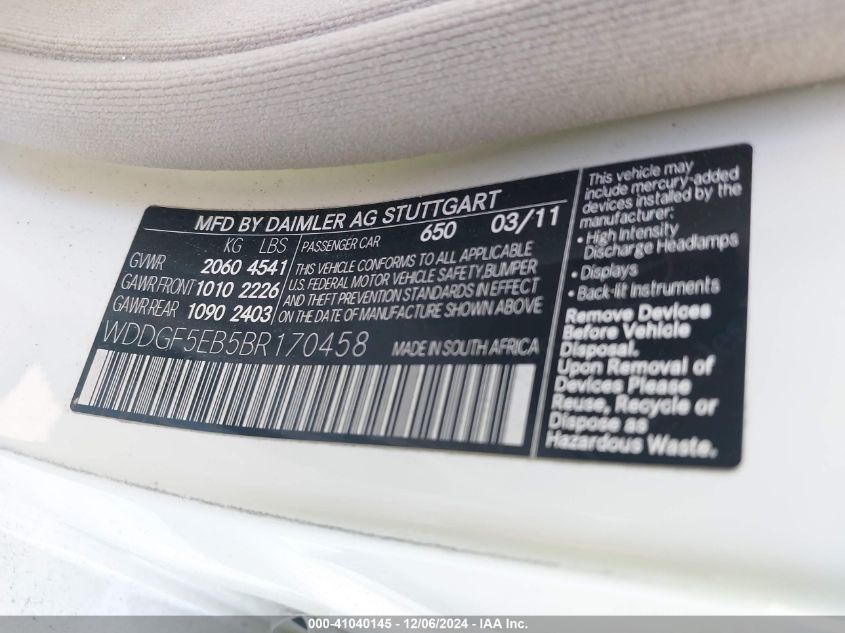 MFD BY DAIMLER AG STUTTGART
KG LBS PASSENGER CAR 650 03/11
GVWR 2060 4541 THIS VEHICLE CONFORMS TO ALL APPLICABLE
GAWR FRONT 1010 2226 U.S. FEDERAL MOTOR VEHICLE SAFETY,BUMPER
GAWR REAR 1090 2403 AND THEFT PREVENTION STANDARDS IN EFFECT
ON THE DATE OF MANUFACTURE SHOWN ABOVE
WDDGF5EB5BR170458 MADE IN SOUTH AFRICA
This vehicle may
include mercury-added
devices installed by the
manufacturer:
• High Intensity
Discharge Headlamps
• Displays
• Back-lit Instruments
Remove Devices
Before Vehicle
Disposal.
Upon Removal of
Devices Please
Reuse, Recycle or
Dispose as
Hazardous Waste.
000-41040145 - 12/06/2024 - IAA Inc.